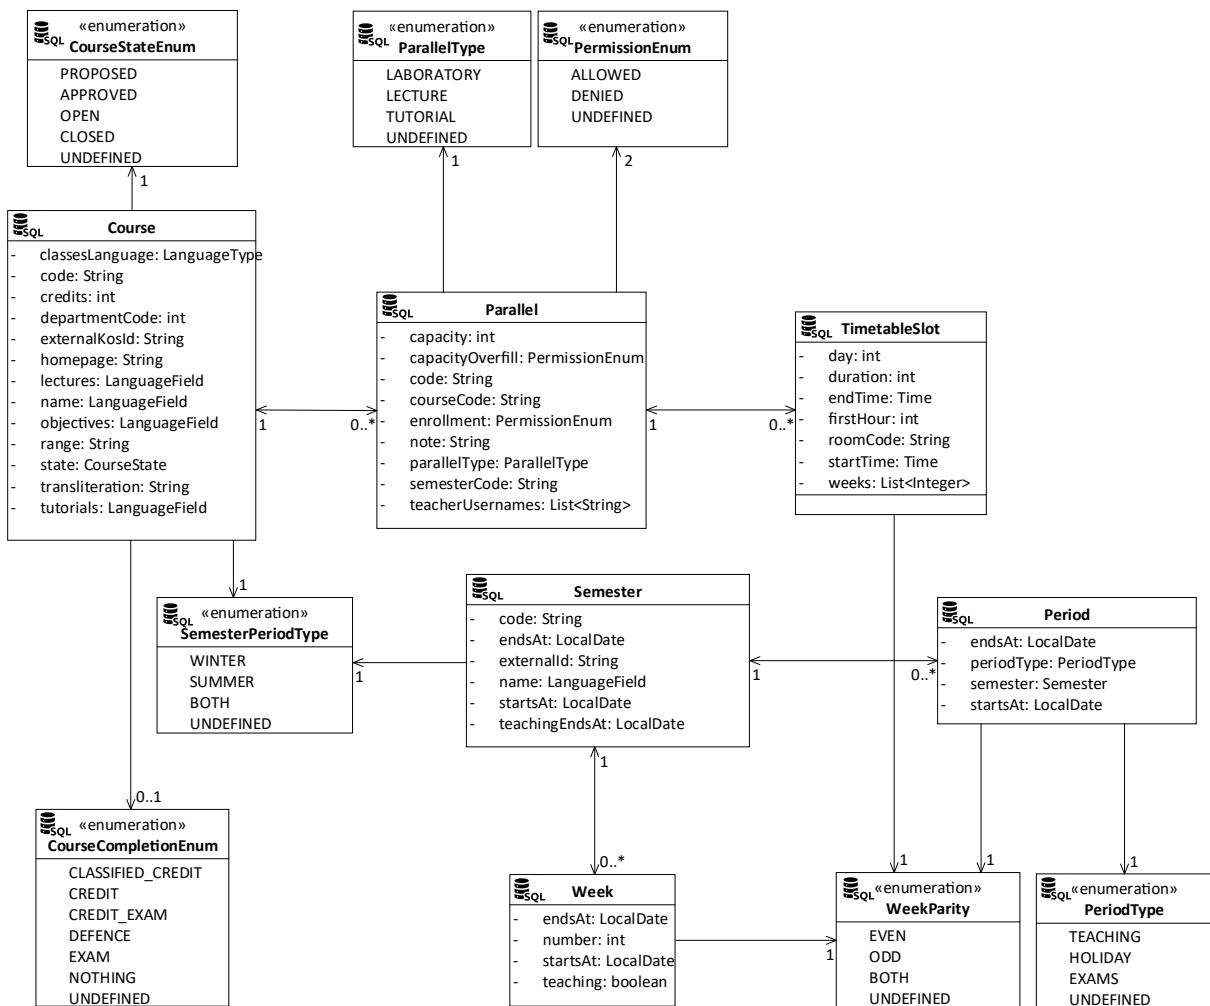 SQL
«enumeration»
CourseStateEnum
PROPOSED
APPROVED
OPEN
CLOSED
UNDEFINED
1
SQL
«enumeration»
ParallelType
LABORATORY
LECTURE
TUTORIAL
UNDEFINED
1
SQL
«enumeration»
PermissionEnum
ALLOWED
DENIED
UNDEFINED
2
SQL
Course
- classesLanguage: LanguageType
- code: String
- credits: int
- departmentCode: int
- externalKosId: String
- homepage: String
- lectures: LanguageField
- name: LanguageField
- objectives: LanguageField
- range: String
- state: CourseState
- transliteration: String
- tutorials: LanguageField
1
0..*
SQL
Parallel
- capacity: int
- capacityOverfill: PermissionEnum
- code: String
- courseCode: String
- enrollment: PermissionEnum
- note: String
- parallelType: ParallelType
- semesterCode: String
- teacherUsernames: List<String>
1
0..*
SQL
TimetableSlot
- day: int
- duration: int
- endTime: Time
- firstHour: int
- roomCode: String
- startTime: Time
- weeks: List<Integer>
1
SQL
«enumeration»
SemesterPeriodType
WINTER
SUMMER
BOTH
UNDEFINED
1
SQL
Semester
- code: String
- endsAt: LocalDate
- externalId: String
- name: LanguageField
- startsAt: LocalDate
- teachingEndsAt: LocalDate
1
0..*
SQL
Period
- endsAt: LocalDate
- periodType: PeriodType
- semester: Semester
- startsAt: LocalDate
1
0..1
0..*
1
1
1
SQL
«enumeration»
CourseCompletionEnum
CLASSIFIED_CREDIT
CREDIT
CREDIT_EXAM
DEFENCE
EXAM
NOTHING
UNDEFINED
SQL
Week
- endsAt: LocalDate
- number: int
- startsAt: LocalDate
- teaching: boolean
1
SQL
«enumeration»
WeekParity
EVEN
ODD
BOTH
UNDEFINED
SQL
«enumeration»
PeriodType
TEACHING
HOLIDAY
EXAMS
UNDEFINED